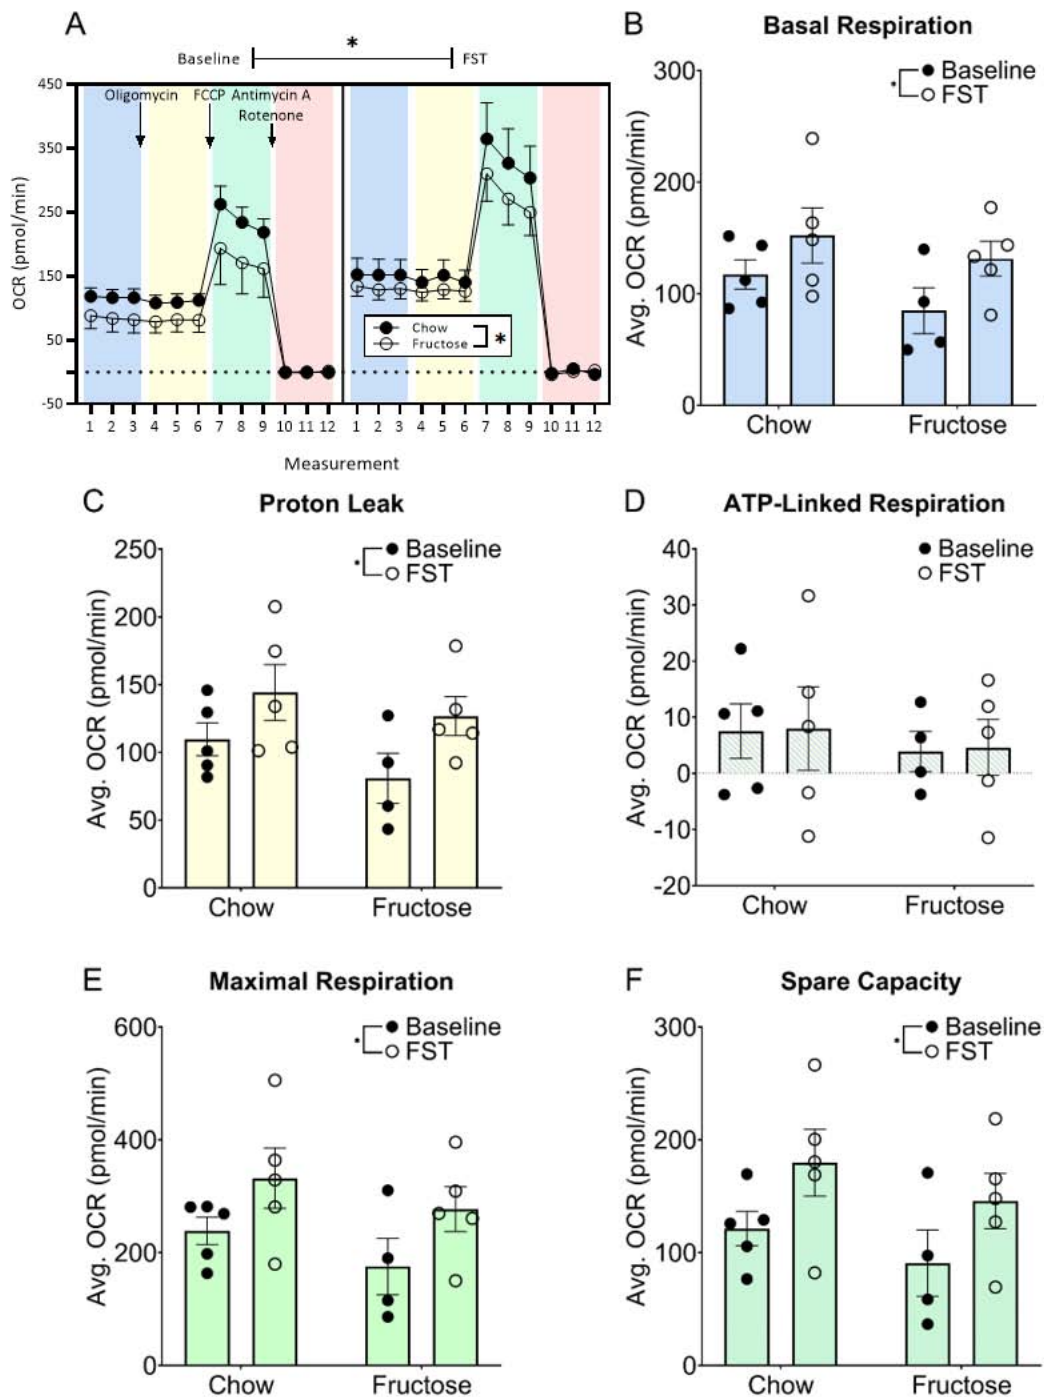 A
Baseline * FST
450
350
250
150
50
-50
OCR (pmol/min)
Oligomycin FCCP Antimycin A
Rotenone
Chow
Fructose *
1 2 3 4 5 6 7 8 9 10 11 12 1 2 3 4 5 6 7 8 9 10 11 12
Measurement
B Basal Respiration
* Baseline
FST
300
200
100
0
Avg. OCR (pmol/min)
Chow Fructose
C Proton Leak
* Baseline
FST
250
200
150
100
50
0
Avg. OCR (pmol/min)
Chow Fructose
D ATP-Linked Respiration
Baseline
FST
40
30
20
10
0
-10
-20
Avg. OCR (pmol/min)
Chow Fructose
E Maximal Respiration
* Baseline
FST
600
400
200
0
Avg. OCR (pmol/min)
Chow Fructose
F Spare Capacity
* Baseline
FST
300
200
100
0
Avg. OCR (pmol/min)
Chow Fructose